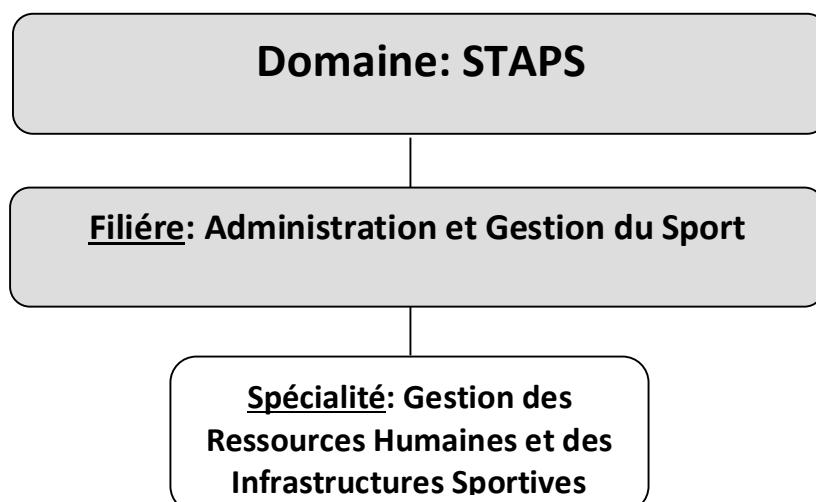 Domaine: STAPS
Filiére: Administration et Gestion du Sport
Spécialité: Gestion des
Ressources Humaines et des
Infrastructures Sportives